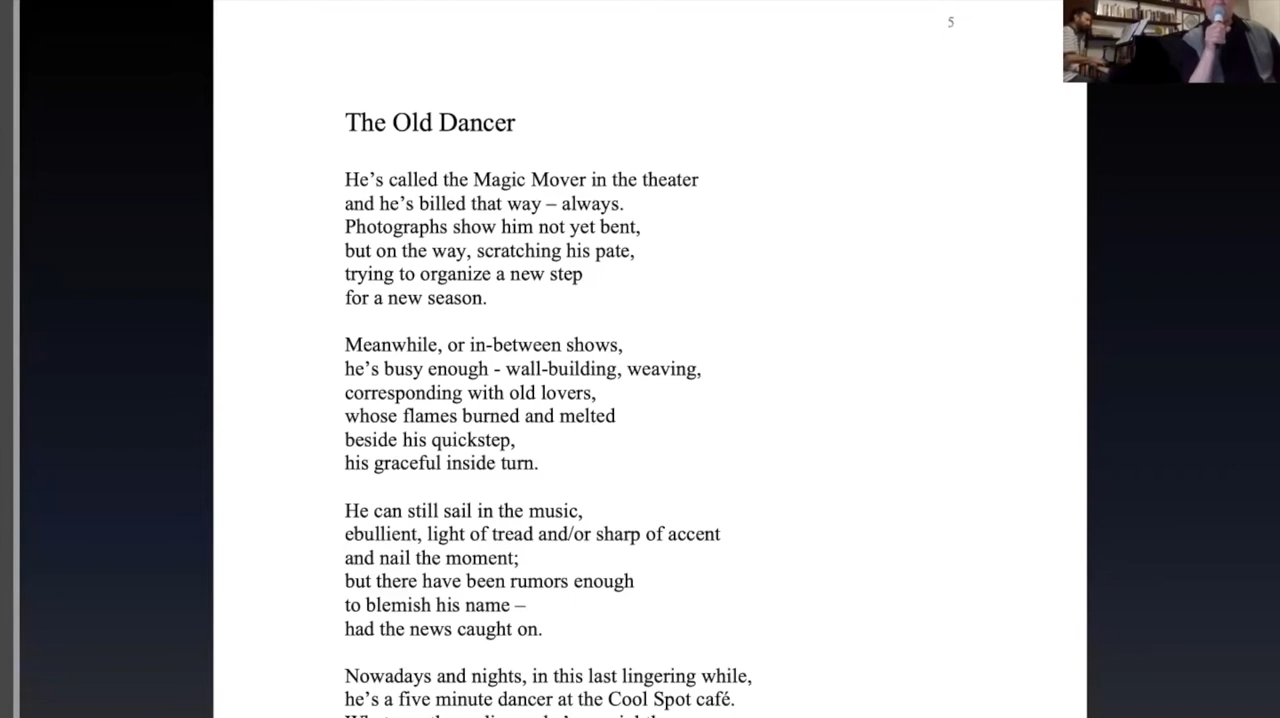 5
The Old Dancer
He’s called the Magic Mover in the theater
and he’s billed that way – always.
Photographs show him not yet bent,
but on the way, scratching his pate,
trying to organize a new step
for a new season.
Meanwhile, or in-between shows,
he’s busy enough - wall-building, weaving,
corresponding with old lovers,
whose flames burned and melted
beside his quickstep,
his graceful inside turn.
He can still sail in the music,
ebullient, light of tread and/or sharp of accent
and nail the moment;
but there have been rumors enough
to blemish his name –
had the news caught on.
Nowadays and nights, in this last lingering while,
he’s a five minute dancer at the Cool Spot café.